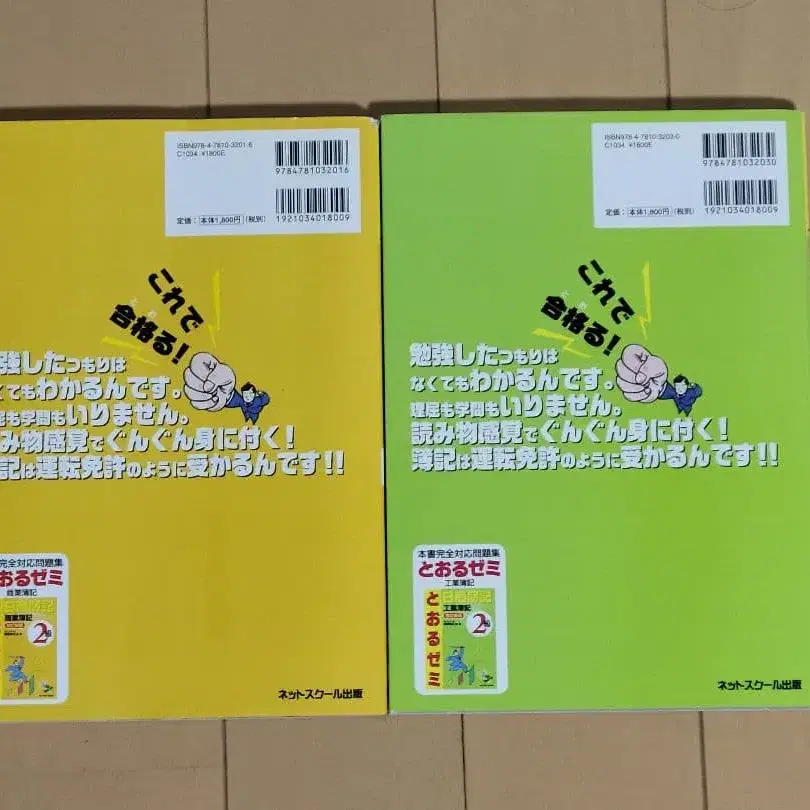 ISBN978-4-7810-3201-6
C1034 ¥1800E
9784781032016
1921034018009
定価：本体1,800円（税別）
これで
とお
合格る！
強したつもりは
くてもわかるんです。
屈も学問もいりません。
み物感覚でぐんぐん身に付く！
記は運転免許のように受かるんです!!
完全対応問題集
おるゼミ
商業簿記
商業簿記
2級
ネットスクール出版
ISBN978-4-7810-3203-0
C1034 ¥1800E
9784781032030
1921034018009
定価：本体1,800円（税別）
これで
とお
合格る！
勉強したつもりは
なくてもわかるんです。
理屈も学問もいりません。
読み物感覚でぐんぐん身に付く！
簿記は運転免許のように受かるんです!!
本書完全対応問題集
とおるゼミ
工業簿記
とおるゼミ
日商簿記
工業簿記
2級
ネットスクール出版